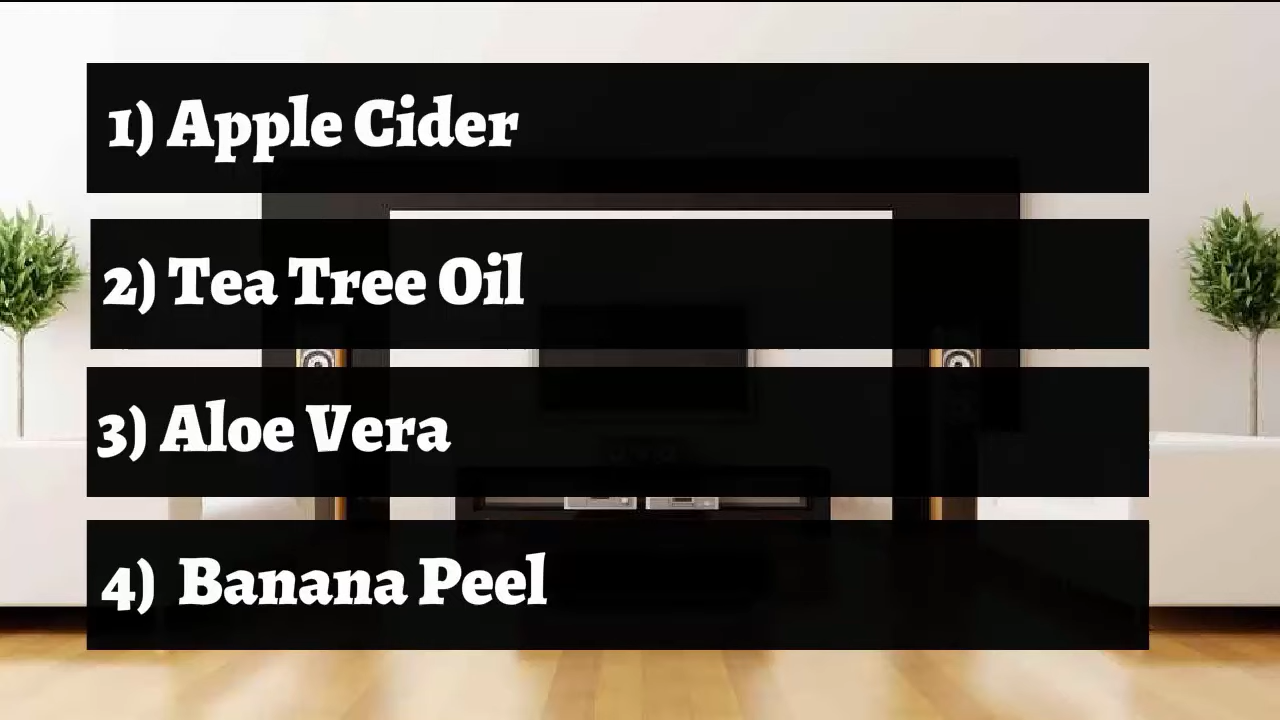 1) Apple Cider
2) Tea Tree Oil
3) Aloe Vera
4) Banana Peel